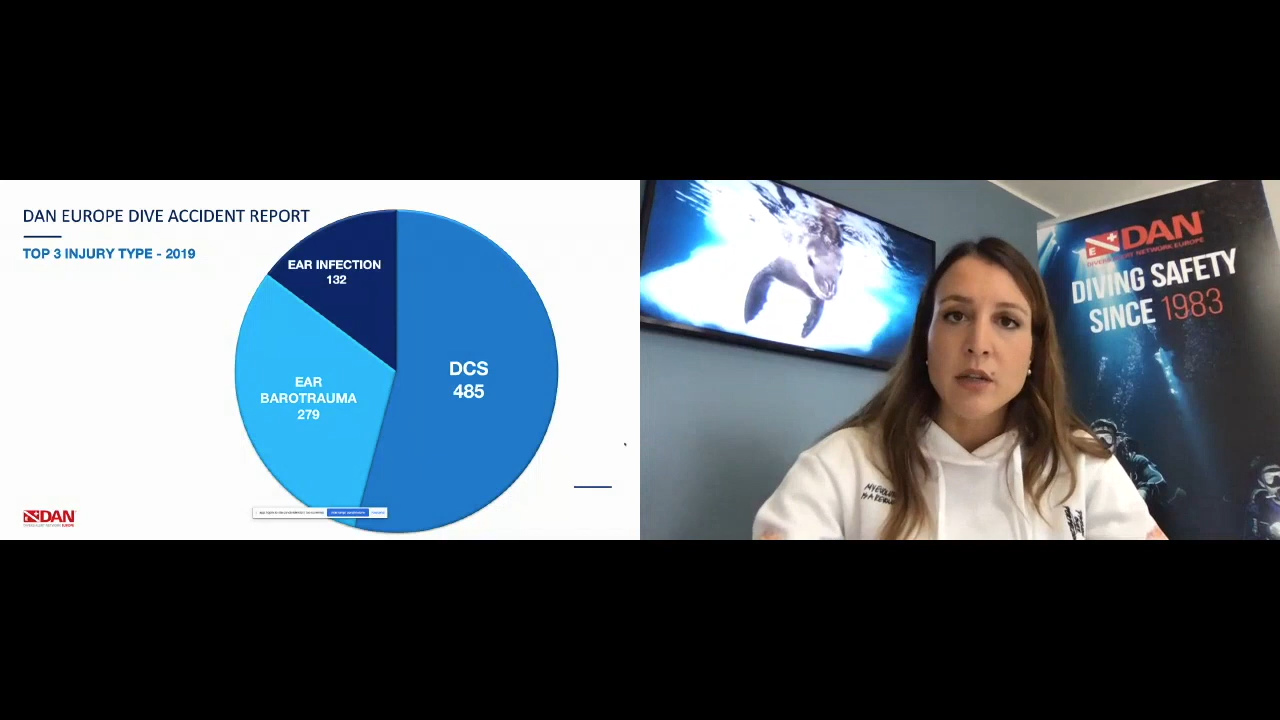 DAN EUROPE DIVE ACCIDENT REPORT
TOP 3 INJURY TYPE - 2019
EAR INFECTION
132
DCS
485
EAR
BAROTRAUMA
279
DAN
DAN
DIVING SAFETY
SINCE 1983